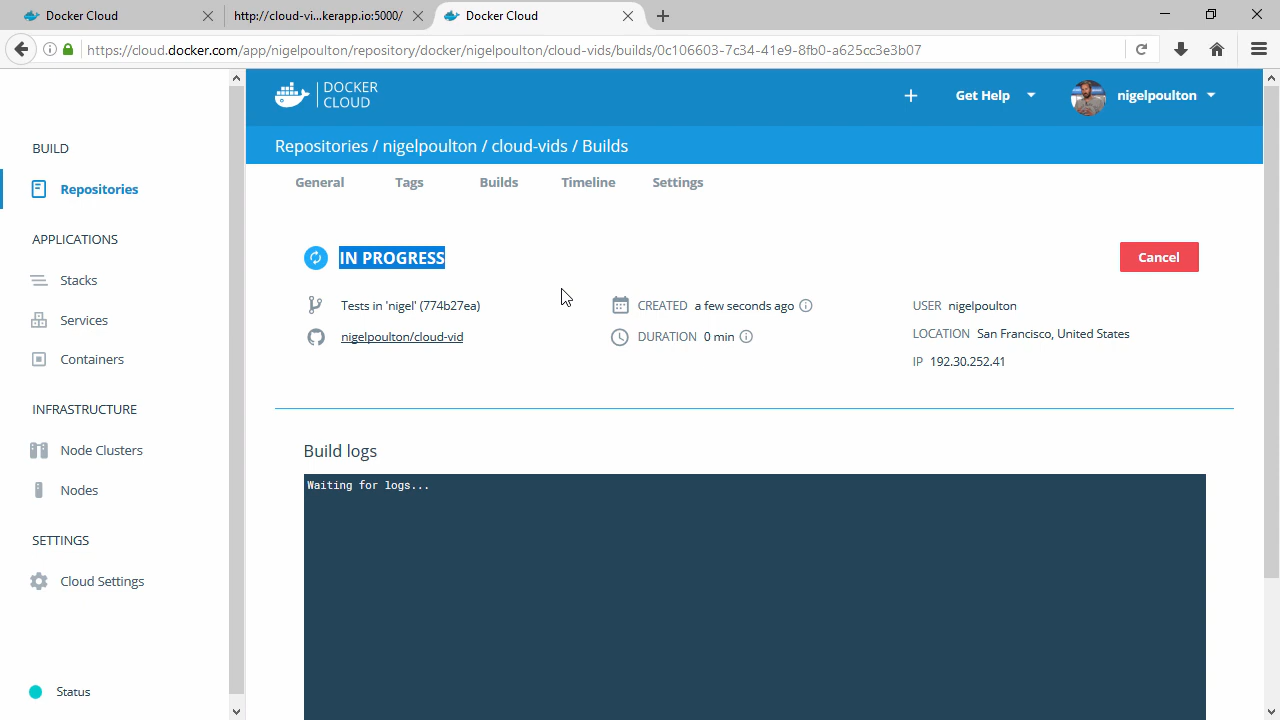 Docker Cloud
http://cloud-vi...kerapp.io:5000/
Docker Cloud
https://cloud.docker.com/app/nigelpoulton/repository/docker/nigelpoulton/cloud-vids/builds/0c106603-7c34-41e9-8fb0-a625cc3e3b07
DOCKER
CLOUD
Get Help
nigelpoulton
Repositories / nigelpoulton / cloud-vids / Builds
General Tags Builds Timeline Settings
BUILD
Repositories
APPLICATIONS
Stacks
Services
Containers
INFRASTRUCTURE
Node Clusters
Nodes
SETTINGS
Cloud Settings
Status
IN PROGRESS
Cancel
Tests in 'nigel' (774b27ea)
nigelpoulton/cloud-vid
CREATED a few seconds ago
DURATION 0 min
USER nigelpoulton
LOCATION San Francisco, United States
IP 192.30.252.41
Build logs
Waiting for logs...